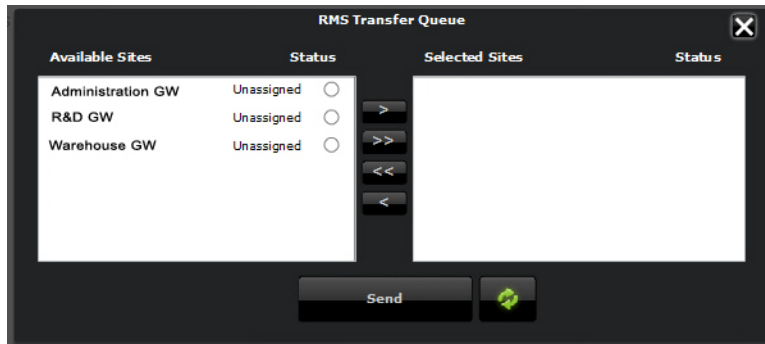 RMS Transfer Queue
Available Sites Status Selected Sites Status
Administration GW Unassigned
R&D GW Unassigned
Warehouse GW Unassigned
>
>>
<<
<
Send